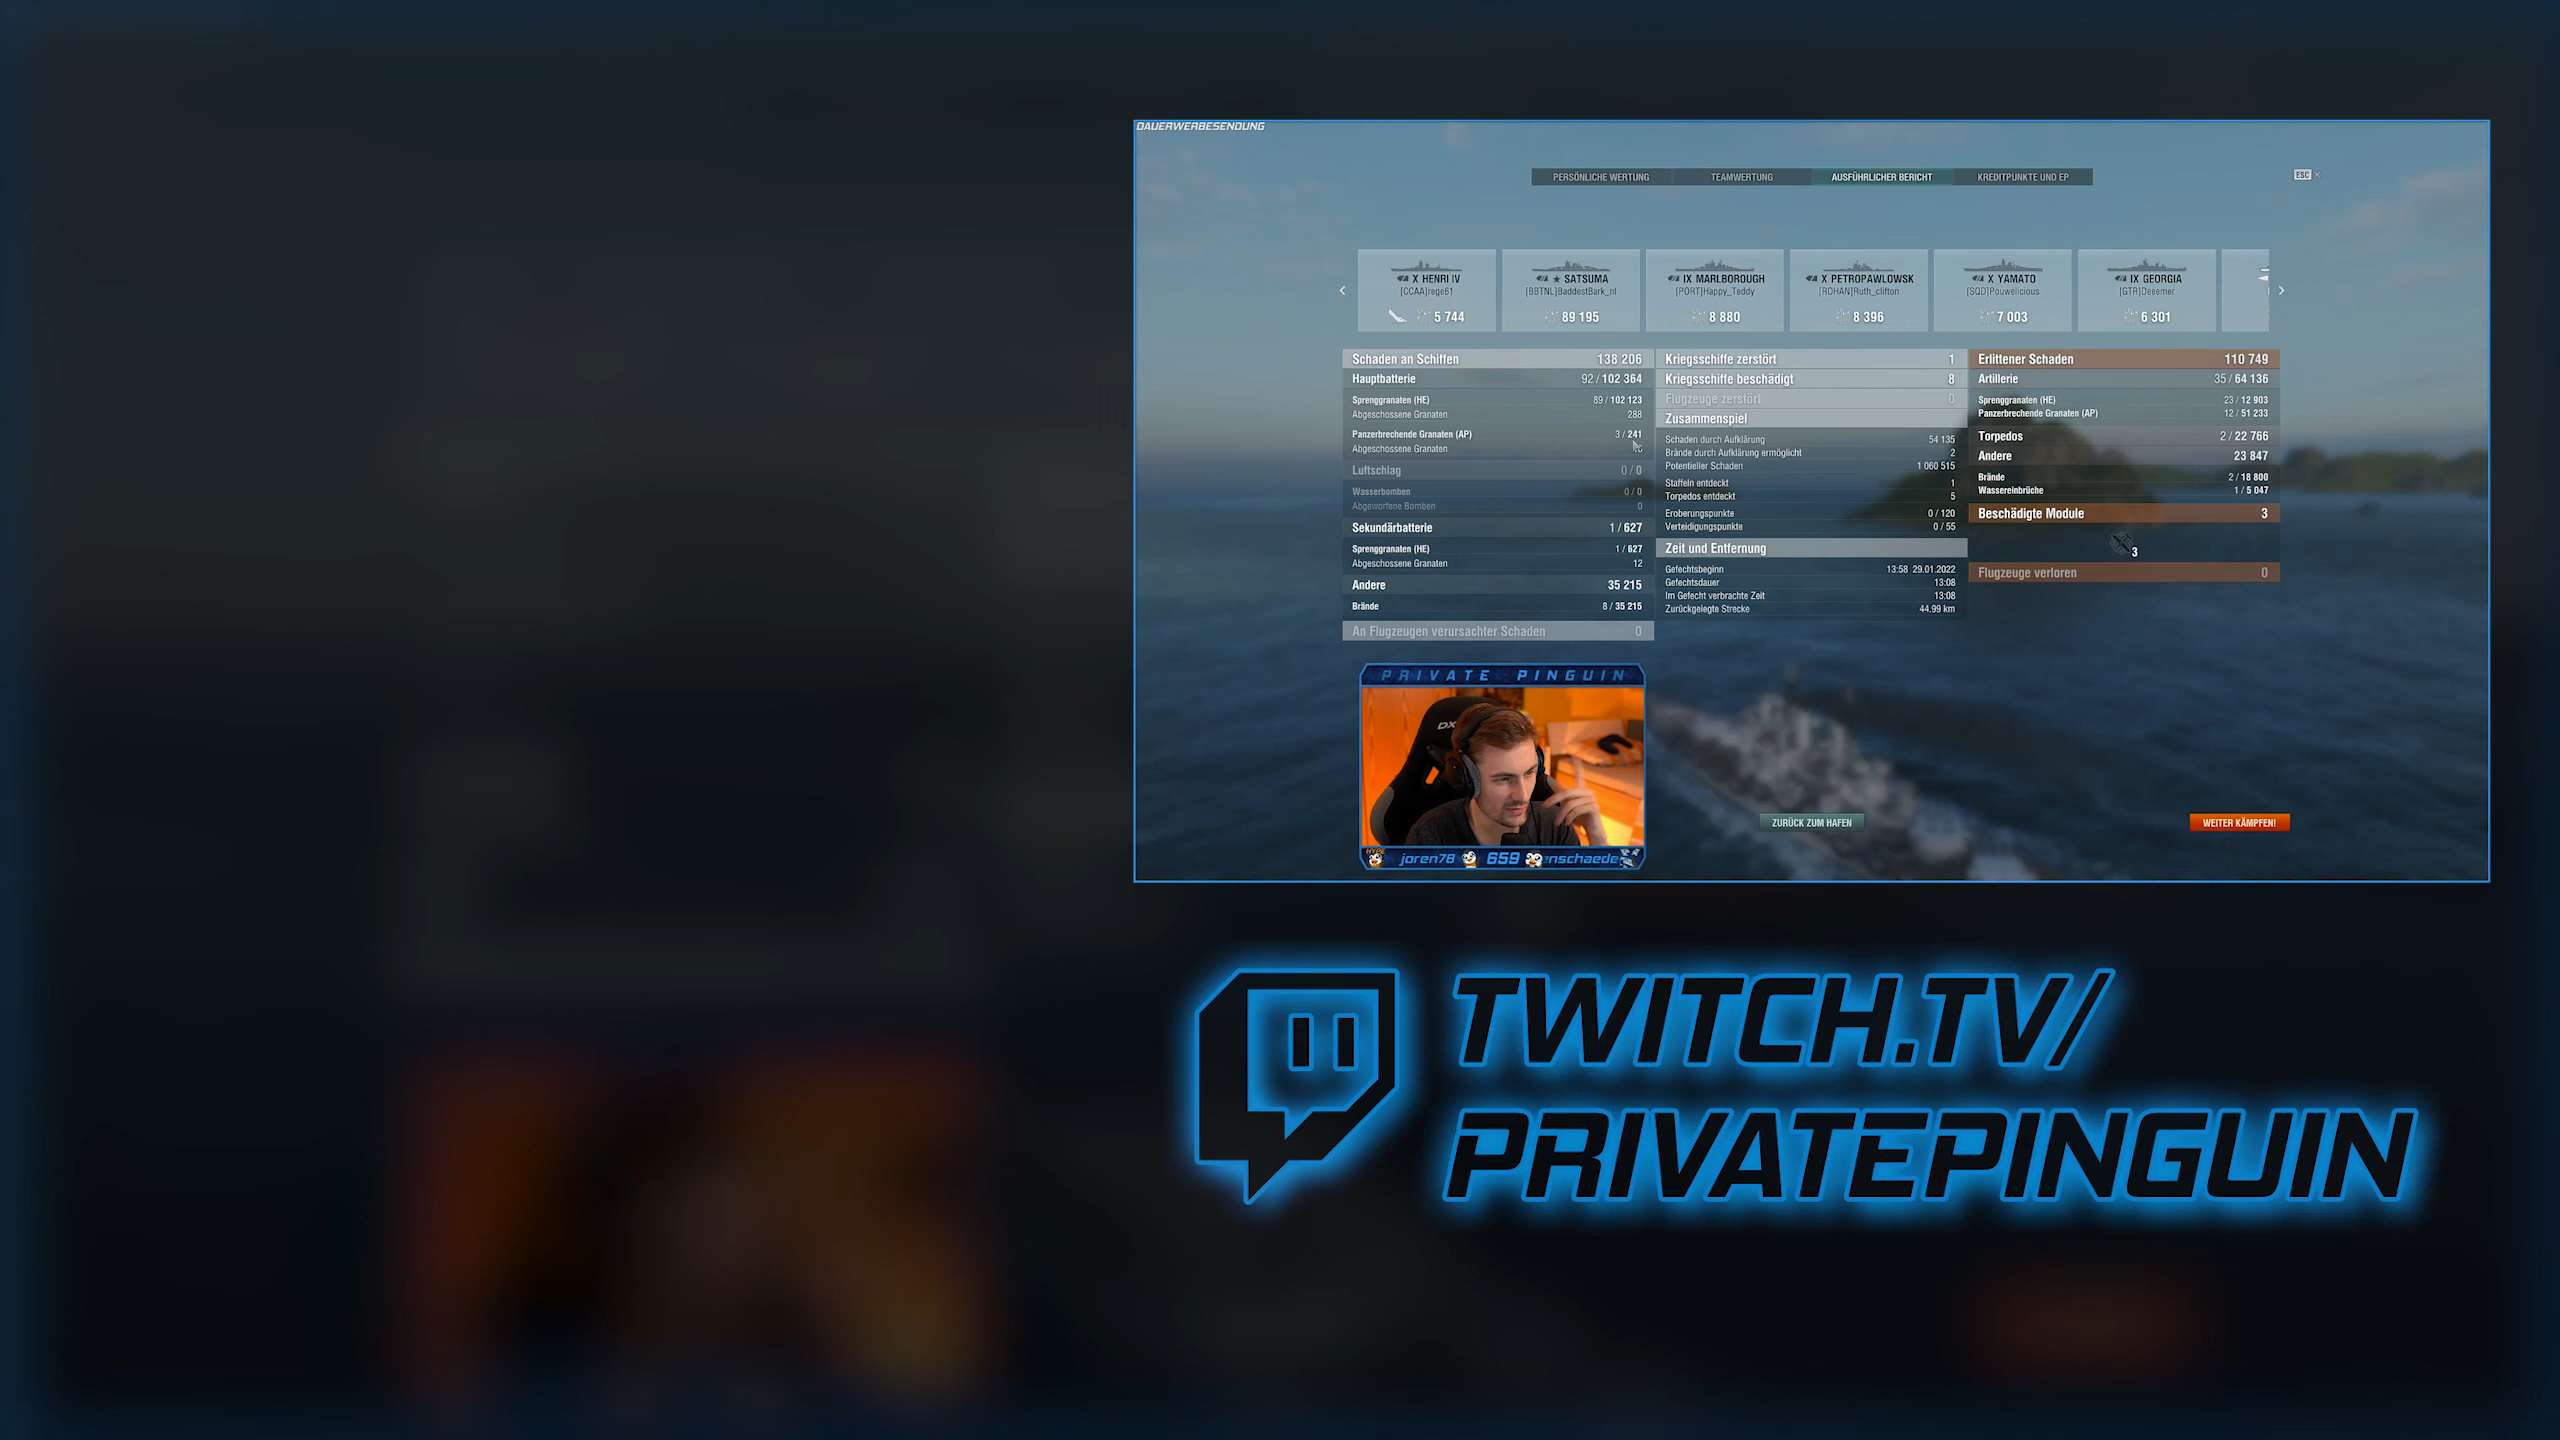 DAUERWERBESENDUNG
PERSÖNLICHE WERTUNG TEAMWERTUNG AUSFÜHRLICHER BERICHT KREDITPUNKTE UND EP
ESC
X HENRI IV
[CCAA]rege61
5 744
SATSUMA
[BBTNL]BaddestBark_nl
89 195
IX MARLBOROUGH
[PORT]Happy_Teddy
8 880
X PETROPAWLOWSK
[ROHAN]Ruth_clifton
8 396
X YAMATO
[SQD]Pouwelicious
7 003
IX GEORGIA
[GTR]Deeemer
6 301
Schaden an Schiffen 138 206
Hauptbatterie 92 / 102 364
Sprenggranaten (HE) 89 / 102 123
Abgeschossene Granaten 288
Panzerbrechende Granaten (AP) 3 / 241
Abgeschossene Granaten
Luftschlag 0 / 0
Wasserbomben 0 / 0
Abgeworfene Bomben 0
Sekundärbatterie 1 / 627
Sprenggranaten (HE) 1 / 627
Abgeschossene Granaten 12
Andere 35 215
Brände 8 / 35 215
An Flugzeugen verursachter Schaden 0
Kriegsschiffe zerstört 1
Kriegsschiffe beschädigt 8
Flugzeuge zerstört 0
Zusammenspiel
Schaden durch Aufklärung 54 135
Brände durch Aufklärung ermöglicht 2
Potentieller Schaden 1 060 515
Staffeln entdeckt 1
Torpedos entdeckt 5
Eroberungspunkte 0 / 120
Verteidigungspunkte 0 / 55
Zeit und Entfernung
Gefechtsbeginn 13:58 29.01.2022
Gefechtsdauer 13:08
Im Gefecht verbrachte Zeit 13:08
Zurückgelegte Strecke 44.99 km
Erlittener Schaden 110 749
Artillerie 35 / 64 136
Sprenggranaten (HE) 23 / 12 903
Panzerbrechende Granaten (AP) 12 / 51 233
Torpedos 2 / 22 766
Andere 23 847
Brände 2 / 18 800
Wassereinbrüche 1 / 5 047
Beschädigte Module 3
3
Flugzeuge verloren 0
PRIVATE PINGUIN
DX
HYPE joren78 659 enschaede
ZURÜCK ZUM HAFEN
WEITER KÄMPFEN!
TWITCH.TV/
PRIVATEPINGUIN